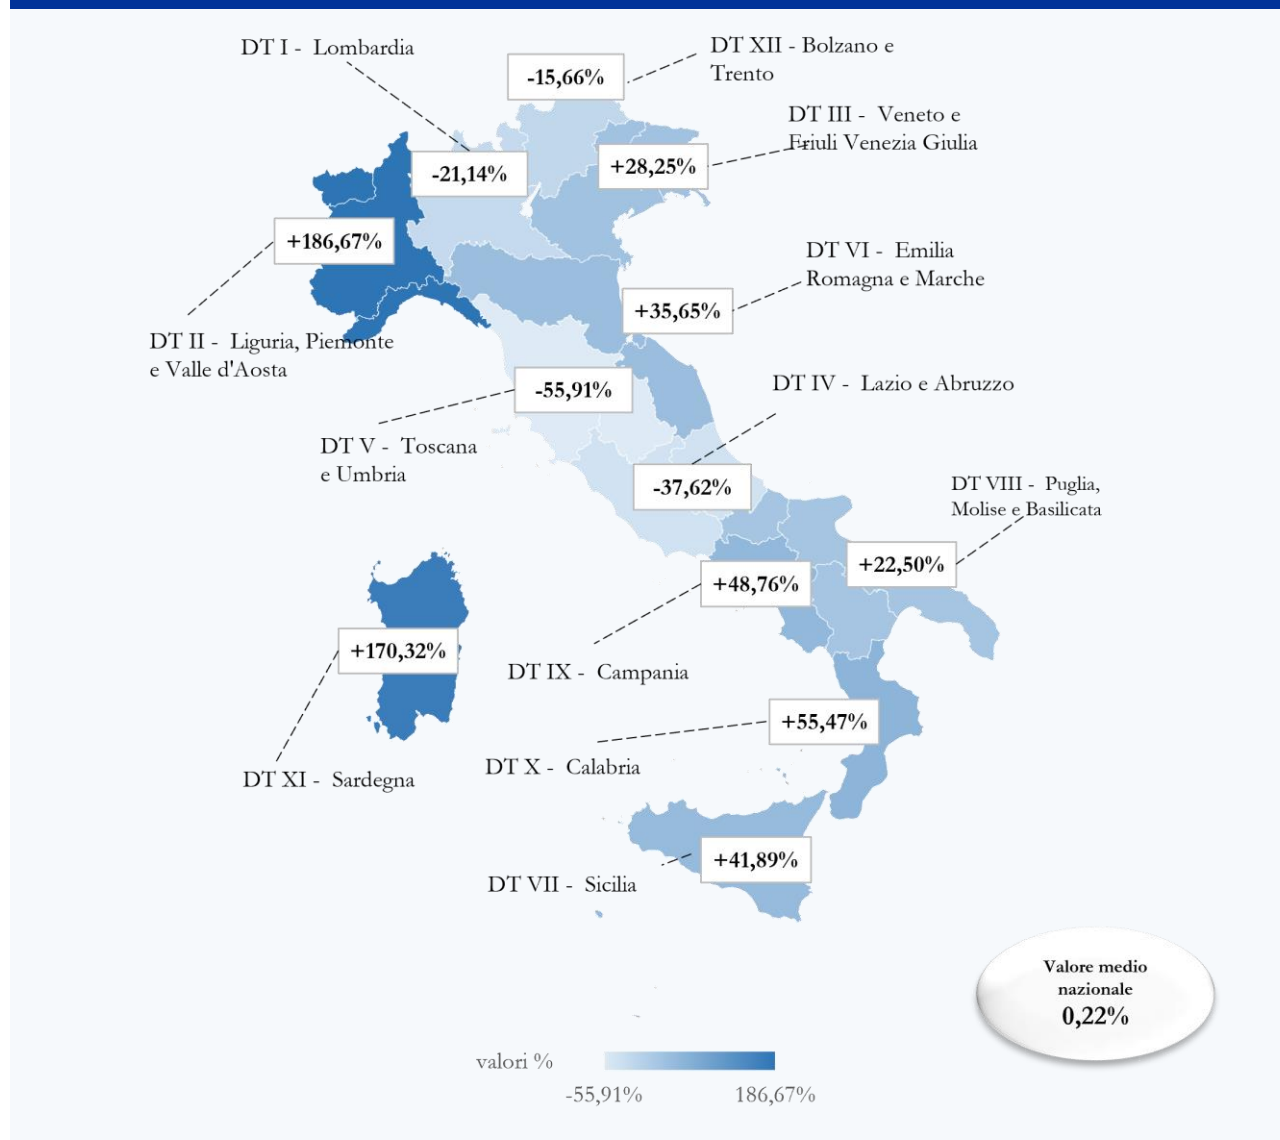 DT I - Lombardia
DT XII - Bolzano e
Trento
-15,66%
DT III - Veneto e
Friuli Venezia Giulia
+28,25%
-21,14%
+186,67%
DT VI - Emilia
Romagna e Marche
+35,65%
DT II - Liguria, Piemonte
e Valle d'Aosta
-55,91%
DT IV - Lazio e Abruzzo
DT V - Toscana
e Umbria
-37,62%
DT VIII - Puglia,
Molise e Basilicata
+22,50%
+48,76%
+170,32%
DT IX - Campania
+55,47%
DT X - Calabria
DT XI - Sardegna
+41,89%
DT VII - Sicilia
Valore medio
nazionale
0,22%
valori %
-55,91%
186,67%